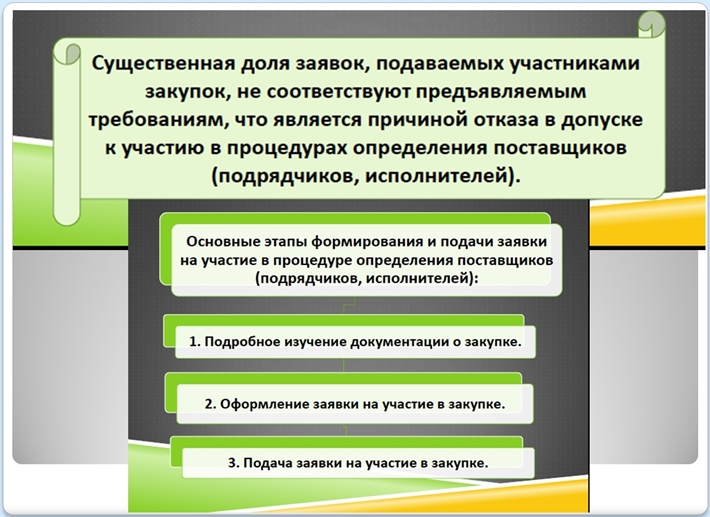 Существенная доля заявок, подаваемых участниками
закупок, не соответствуют предъявляемым
требованиям, что является причиной отказа в допуске
к участию в процедурах определения поставщиков
(подрядчиков, исполнителей).
Основные этапы формирования и подачи заявки
на участие в процедуре определения поставщиков
(подрядчиков, исполнителей):
1. Подробное изучение документации о закупке.
2. Оформление заявки на участие в закупке.
3. Подача заявки на участие в закупке.